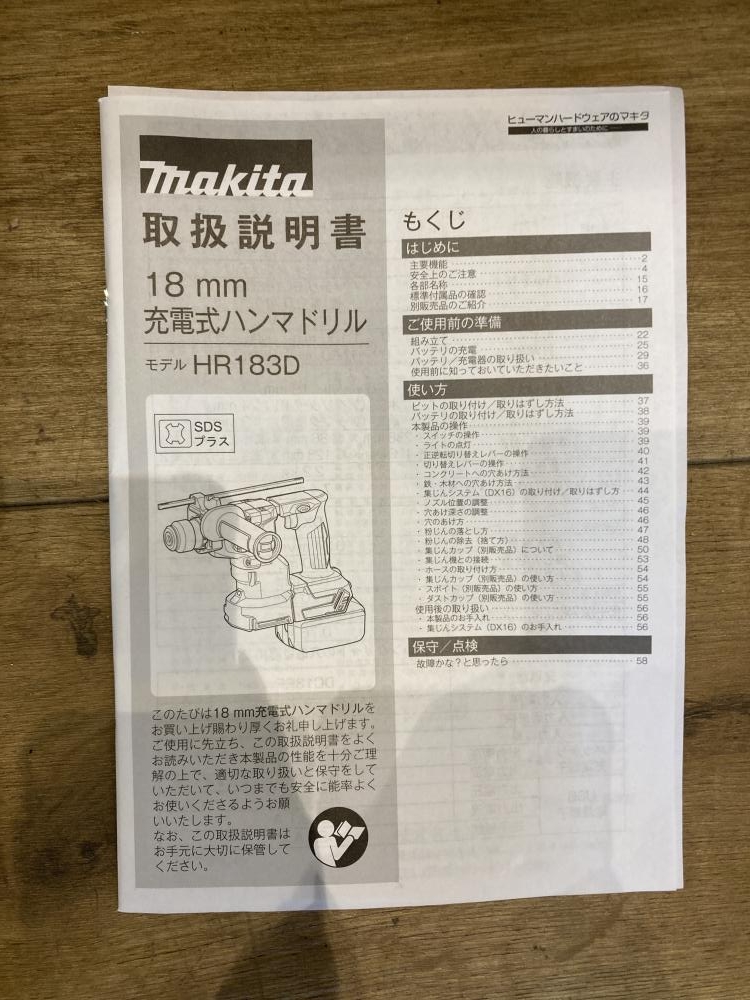 ヒューマンハードウェアのマキタ
人の暮らしとすまいのために
makita
取扱説明書
18 mm
充電式ハンマドリル
モデル HR183D
SDS
プラス
このたびは18 mm充電式ハンマドリルを
お買い上げ賜わり厚くお礼申し上げます。
ご使用に先立ち、この取扱説明書をよく
お読みいただき本製品の性能を十分ご理
解の上で、適切な取り扱いと保守をして
いただいて、いつまでも安全に能率よく
お使いくださるようお願
いいたします。
なお、この取扱説明書は
お手元に大切に保管して
ください。
もくじ
はじめに
主要機能 2
安全上のご注意 4
各部名称 15
標準付属品の確認 16
別販売品のご紹介 17
ご使用前の準備
組み立て 22
バッテリの充電 25
バッテリ／充電器の取り扱い 29
使用前に知っておいていただきたいこと 36
使い方
ビットの取り付け／取りはずし方法 37
バッテリの取り付け／取りはずし方法 38
本製品の操作 39
・スイッチの操作 39
・ライトの点灯 39
・正逆転切り替えレバーの操作 40
・切り替えレバーの操作 41
・コンクリートへの穴あけ方法 42
・鉄・木材への穴あけ方法 43
・集じんシステム（DX16）の取り付け／取りはずし方 44
・ノズル位置の調整 45
・穴あけ深さの調整 46
・穴のあけ方 46
・粉じんの落とし方 47
・粉じんの除去（捨て方） 48
・集じんカップ（別販売品）について 50
・集じん機との接続 53
・ホースの取り付け方 54
・集じんカップ（別販売品）の使い方 54
・スポイト（別販売品）の使い方 55
・ダストカップ（別販売品）の使い方 55
使用後の取り扱い 56
・本製品のお手入れ 56
・集じんシステム（DX16）のお手入れ 56
保守／点検
故障かな？と思ったら 58